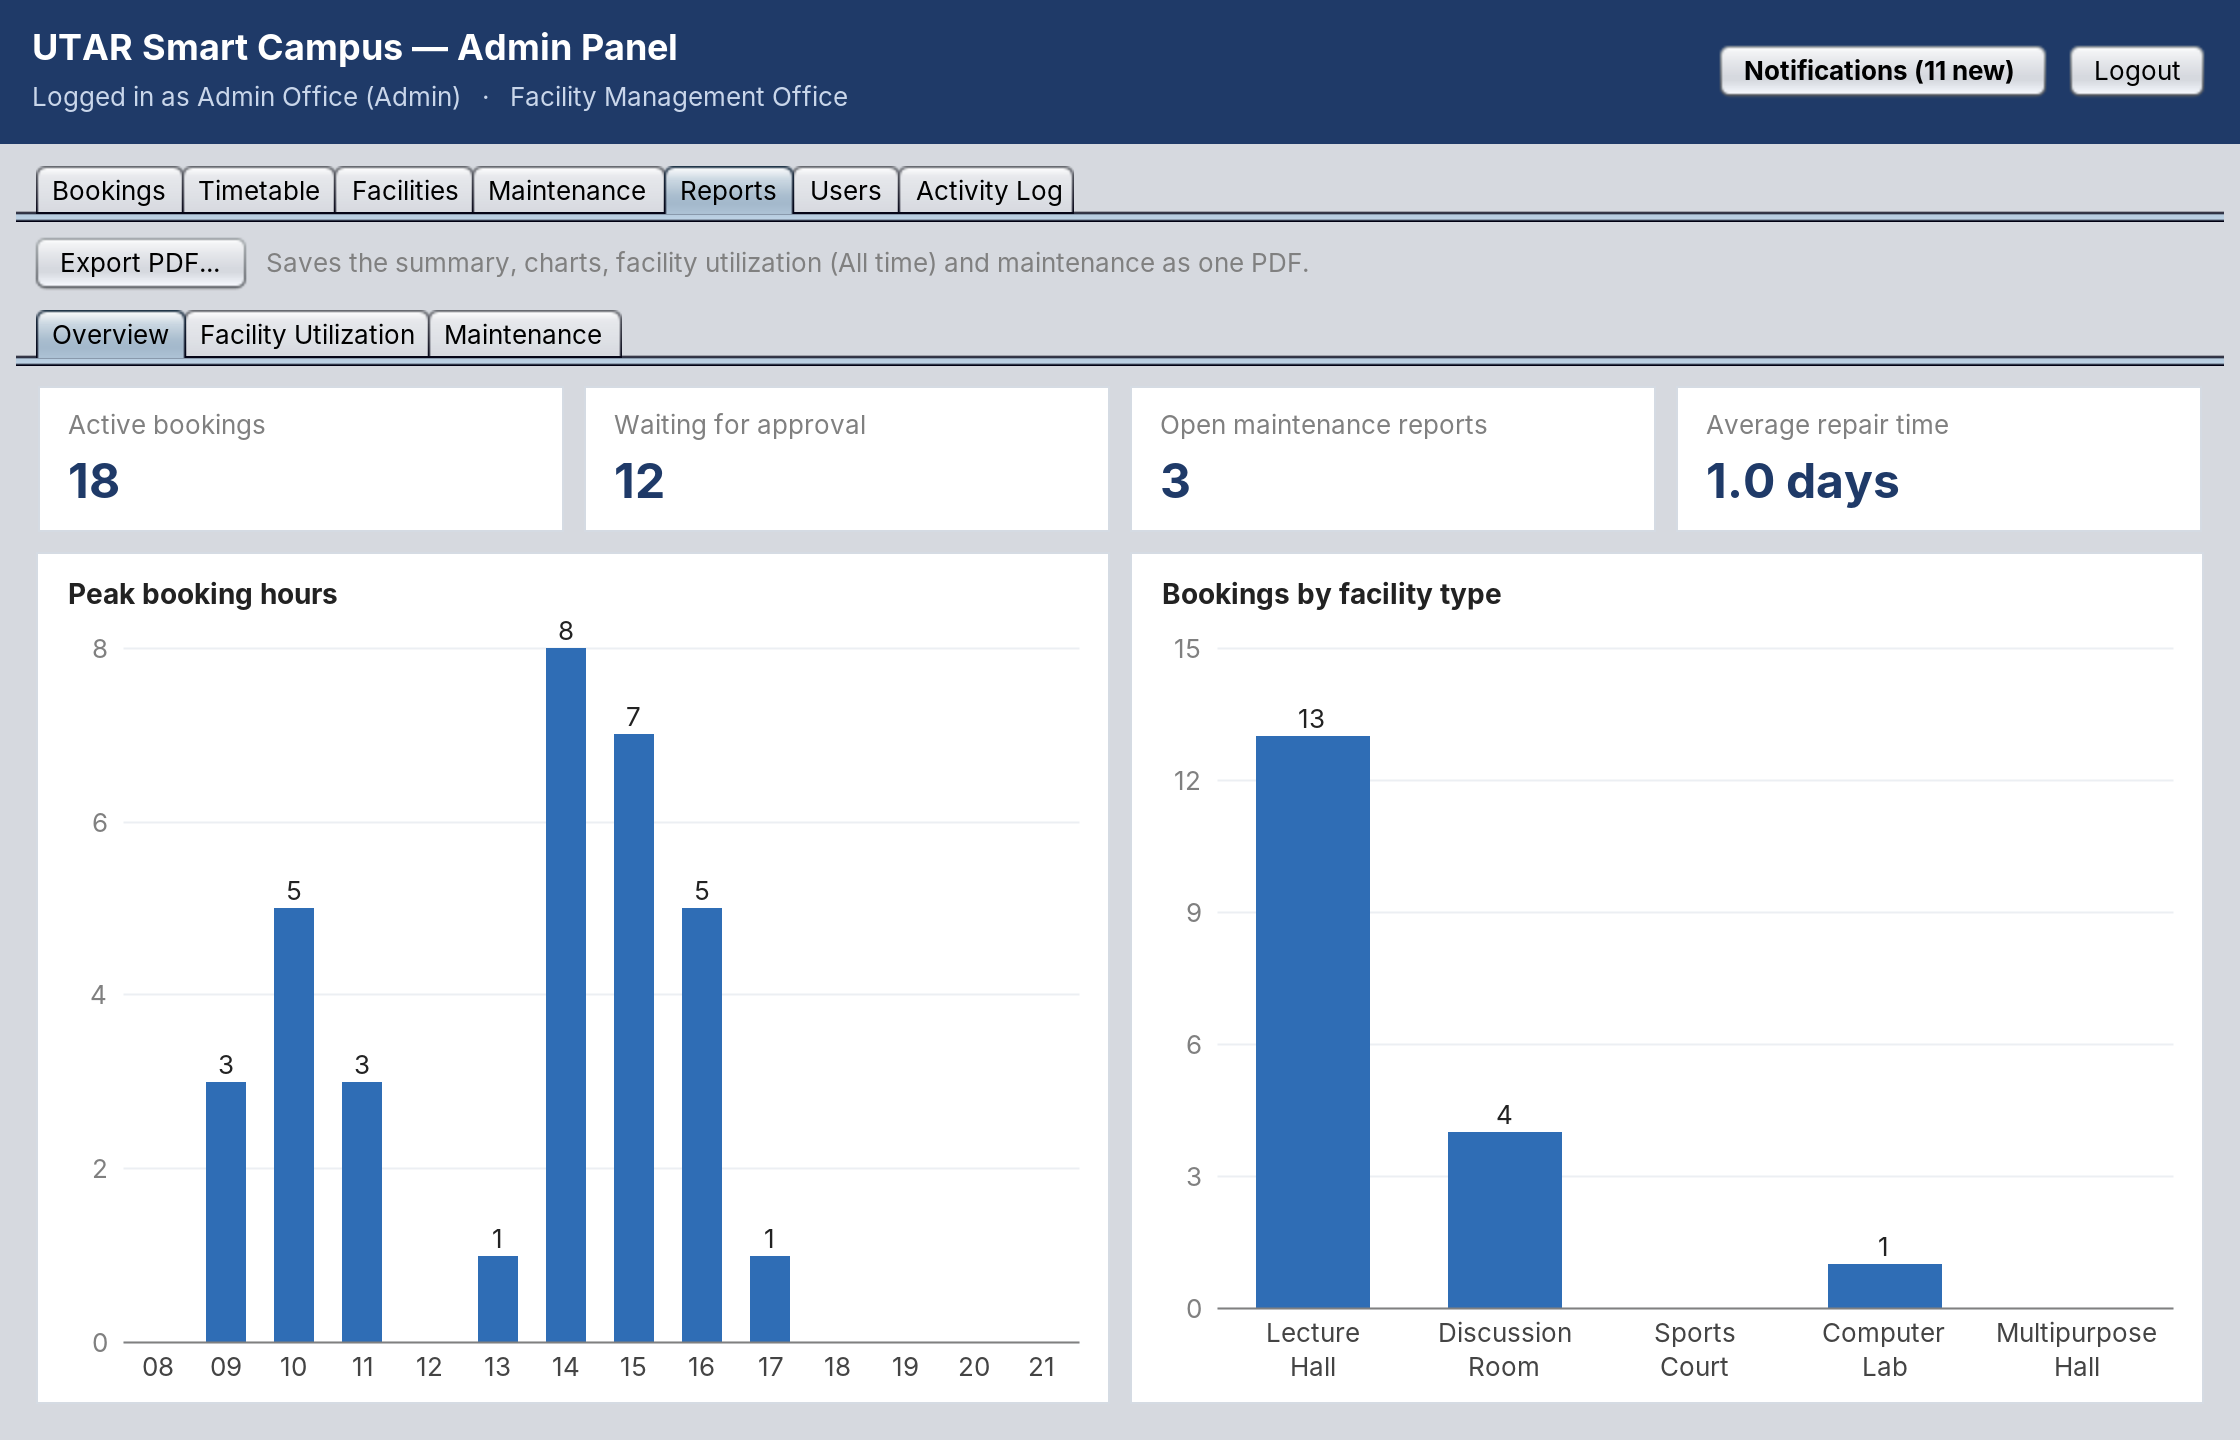 UTAR Smart Campus — Admin Panel
Logged in as Admin Office (Admin) · Facility Management Office
Notifications (11 new)
Logout
Bookings
Timetable
Facilities
Maintenance
Reports
Users
Activity Log
Export PDF...
Saves the summary, charts, facility utilization (All time) and maintenance as one PDF.
Overview
Facility Utilization
Maintenance
Active bookings
18
Waiting for approval
12
Open maintenance reports
3
Average repair time
1.0 days
Peak booking hours
8
6
4
2
0
3
5
3
1
8
7
5
1
08 09 10 11 12 13 14 15 16 17 18 19 20 21
Bookings by facility type
15
12
9
6
3
0
13
4
1
Lecture
Hall
Discussion
Room
Sports
Court
Computer
Lab
Multipurpose
Hall